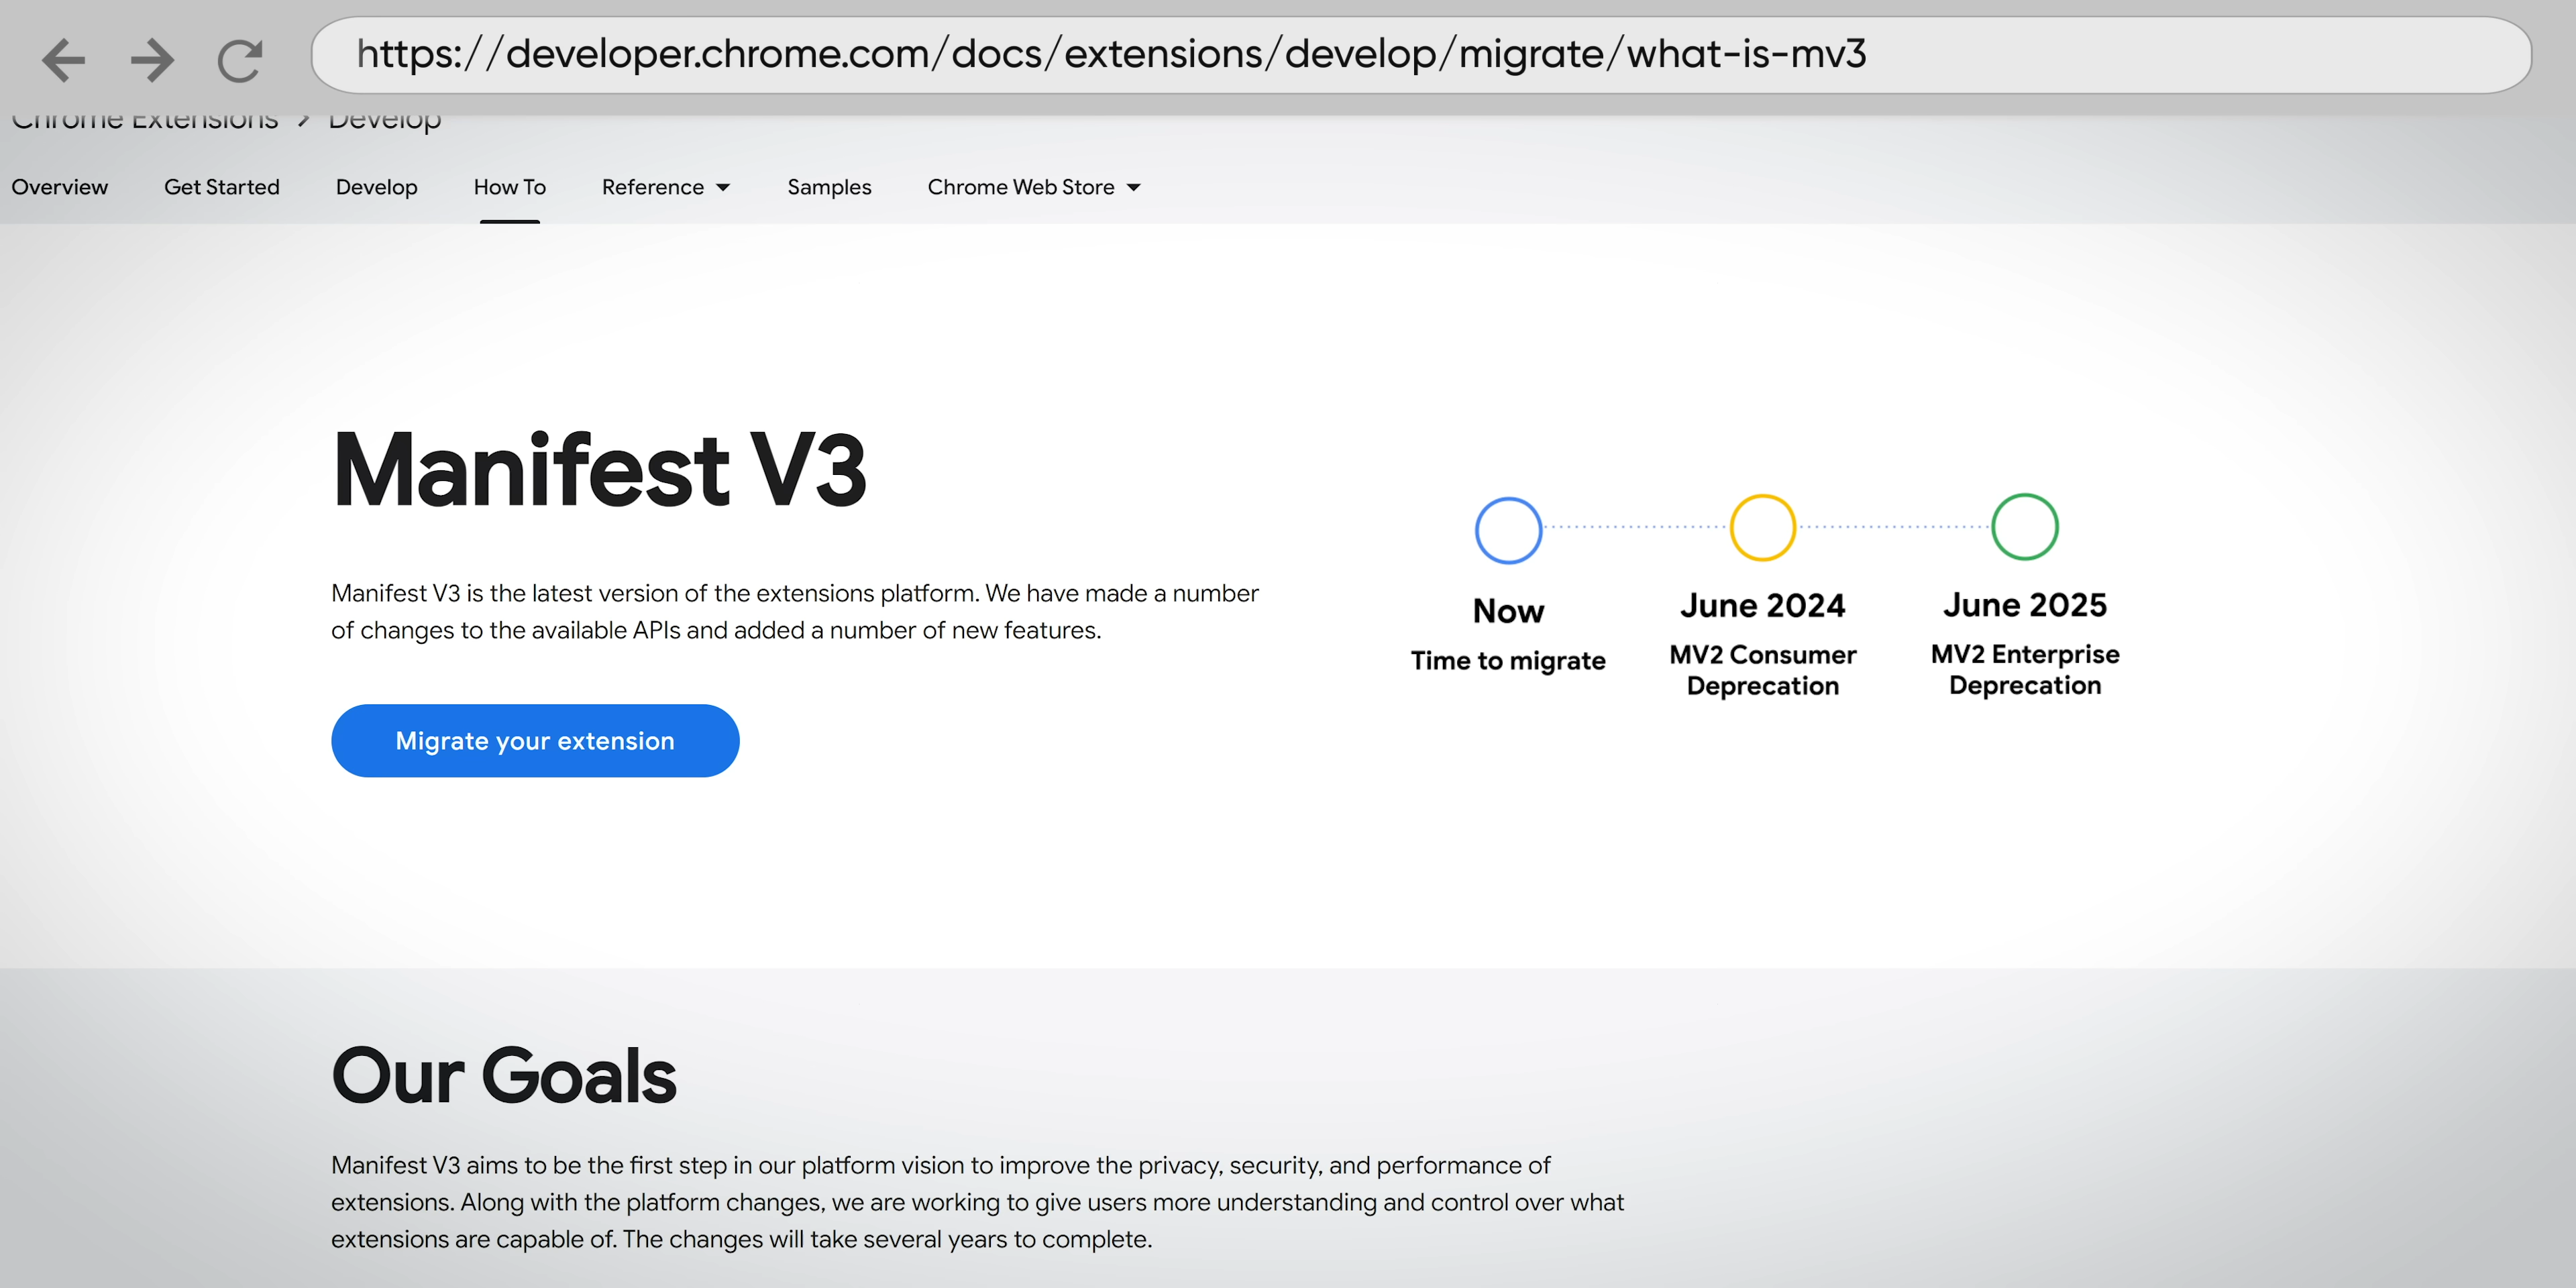 https://developer.chrome.com/docs/extensions/develop/migrate/what-is-mv3
Chrome Extensions > Develop
Overview Get Started Develop How To Reference Samples Chrome Web Store
Manifest V3
Manifest V3 is the latest version of the extensions platform. We have made a number
of changes to the available APIs and added a number of new features.
Migrate your extension
Now
Time to migrate
June 2024
MV2 Consumer
Deprecation
June 2025
MV2 Enterprise
Deprecation
Our Goals
Manifest V3 aims to be the first step in our platform vision to improve the privacy, security, and performance of
extensions. Along with the platform changes, we are working to give users more understanding and control over what
extensions are capable of. The changes will take several years to complete.